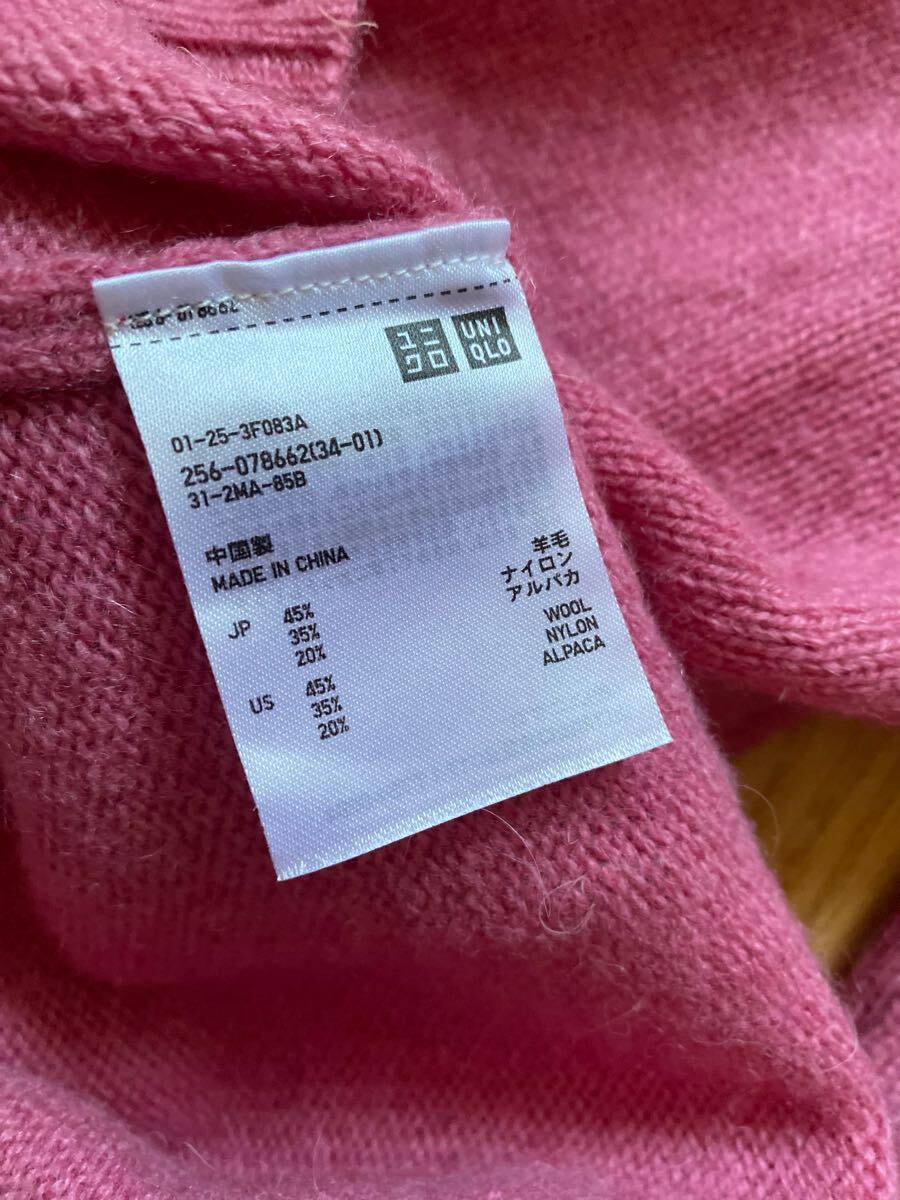 ユニ
クロ
UNI
QLO
01-25-3F083A
256-078662(34-01)
31-2MA-85B
中国製
MADE IN CHINA
羊毛
ナイロン
アルパカ
JP 45%
35%
20%
WOOL
NYLON
ALPACA
US 45%
35%
20%